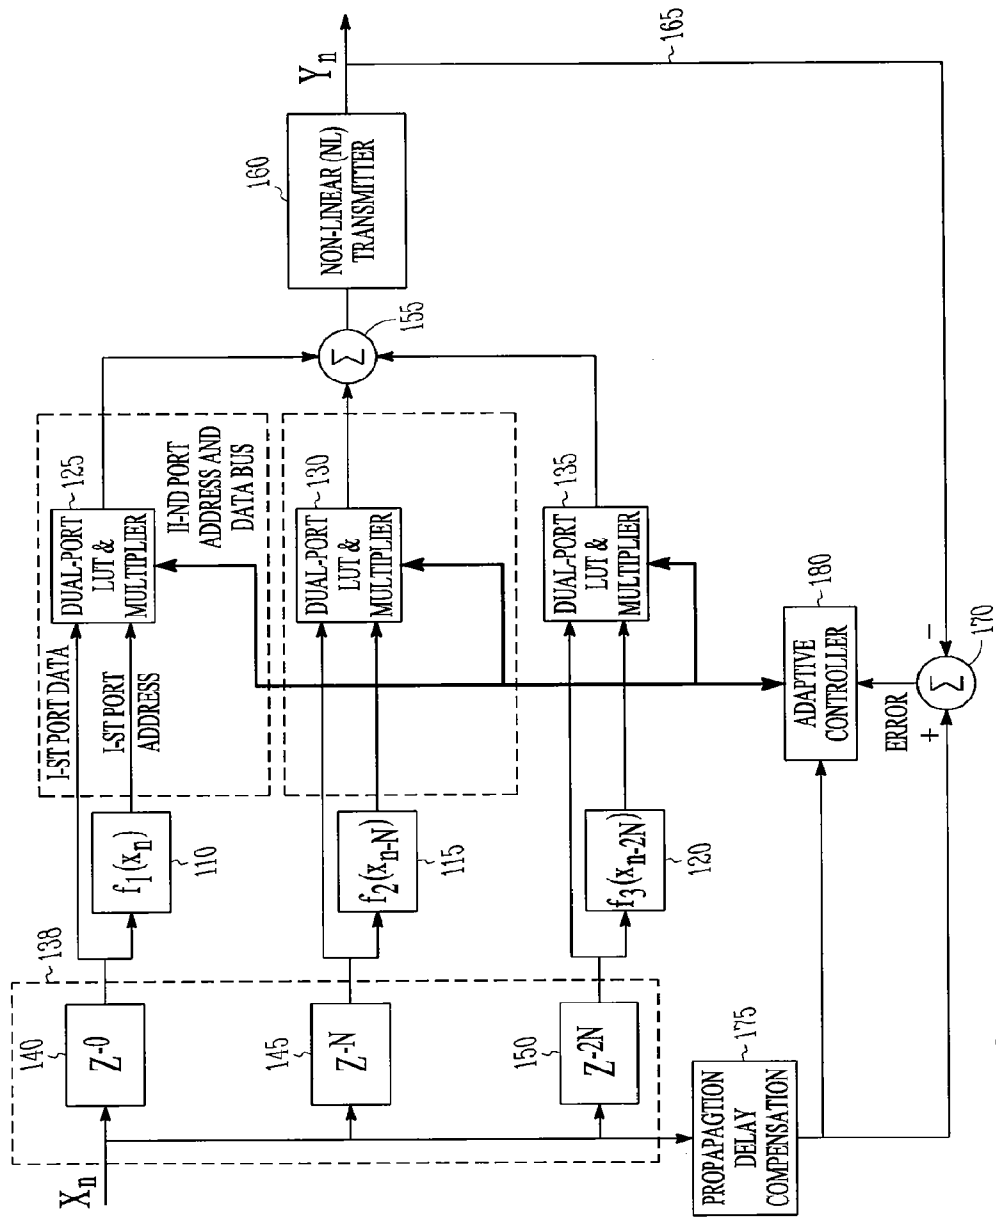 X_n
138
140
Z^-0
145
Z^-N
150
Z^-2N
PROPAPAGTION
DELAY
COMPENSATION
175
I-ST PORT DATA
I-ST PORT
ADDRESS
f_1(x_n)
110
f_2(x_n-N)
115
f_3(x_n-2N)
120
DUAL-PORT
LUT &
MULTIPLIER
125
II-ND PORT
ADDRESS AND
DATA BUS
DUAL-PORT
LUT &
MULTIPLIER
130
DUAL-PORT
LUT &
MULTIPLIER
135
ADAPTIVE
CONTROLLER
180
ERROR
+
−
Σ
170
Σ
155
NON-LINEAR (NL)
TRANSMITTER
160
Y_n
165